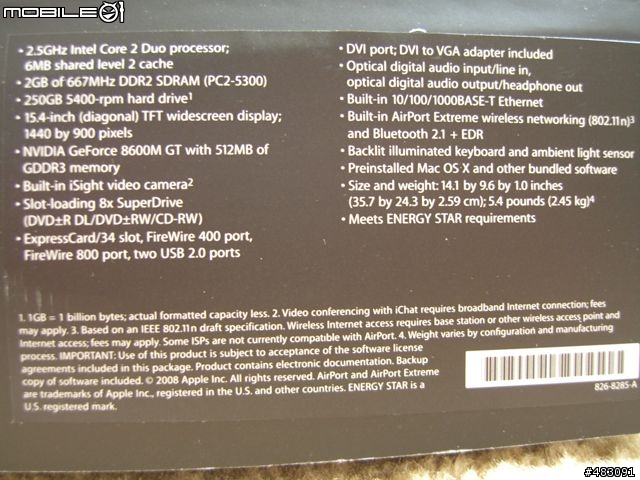 MOBILE01
• 2.5GHz Intel Core 2 Duo processor;
6MB shared level 2 cache
• 2GB of 667MHz DDR2 SDRAM (PC2-5300)
• 250GB 5400-rpm hard drive1
• 15.4-inch (diagonal) TFT widescreen display;
1440 by 900 pixels
• NVIDIA GeForce 8600M GT with 512MB of
GDDR3 memory
• Built-in iSight video camera2
• Slot-loading 8x SuperDrive
(DVD±R DL/DVD±RW/CD-RW)
• ExpressCard/34 slot, FireWire 400 port,
FireWire 800 port, two USB 2.0 ports
• DVI port; DVI to VGA adapter included
• Optical digital audio input/line in,
optical digital audio output/headphone out
• Built-in 10/100/1000BASE-T Ethernet
• Built-in AirPort Extreme wireless networking (802.11n)3
and Bluetooth 2.1 + EDR
• Backlit illuminated keyboard and ambient light sensor
• Preinstalled Mac OS X and other bundled software
• Size and weight: 14.1 by 9.6 by 1.0 inches
(35.7 by 24.3 by 2.59 cm); 5.4 pounds (2.45 kg)4
• Meets ENERGY STAR requirements
1. 1GB = 1 billion bytes; actual formatted capacity less. 2. Video conferencing with iChat requires broadband Internet connection; fees
may apply. 3. Based on an IEEE 802.11n draft specification. Wireless Internet access requires base station or other wireless access point and
Internet access; fees may apply. Some ISPs are not currently compatible with AirPort. 4. Weight varies by configuration and manufacturing
process. IMPORTANT: Use of this product is subject to acceptance of the software license
agreements included in this package. Product contains electronic documentation. Backup
copy of software included. © 2008 Apple Inc. All rights reserved. AirPort and AirPort Extreme
are trademarks of Apple Inc., registered in the U.S. and other countries. ENERGY STAR is a
U.S. registered mark.
826-8285-A
#483091